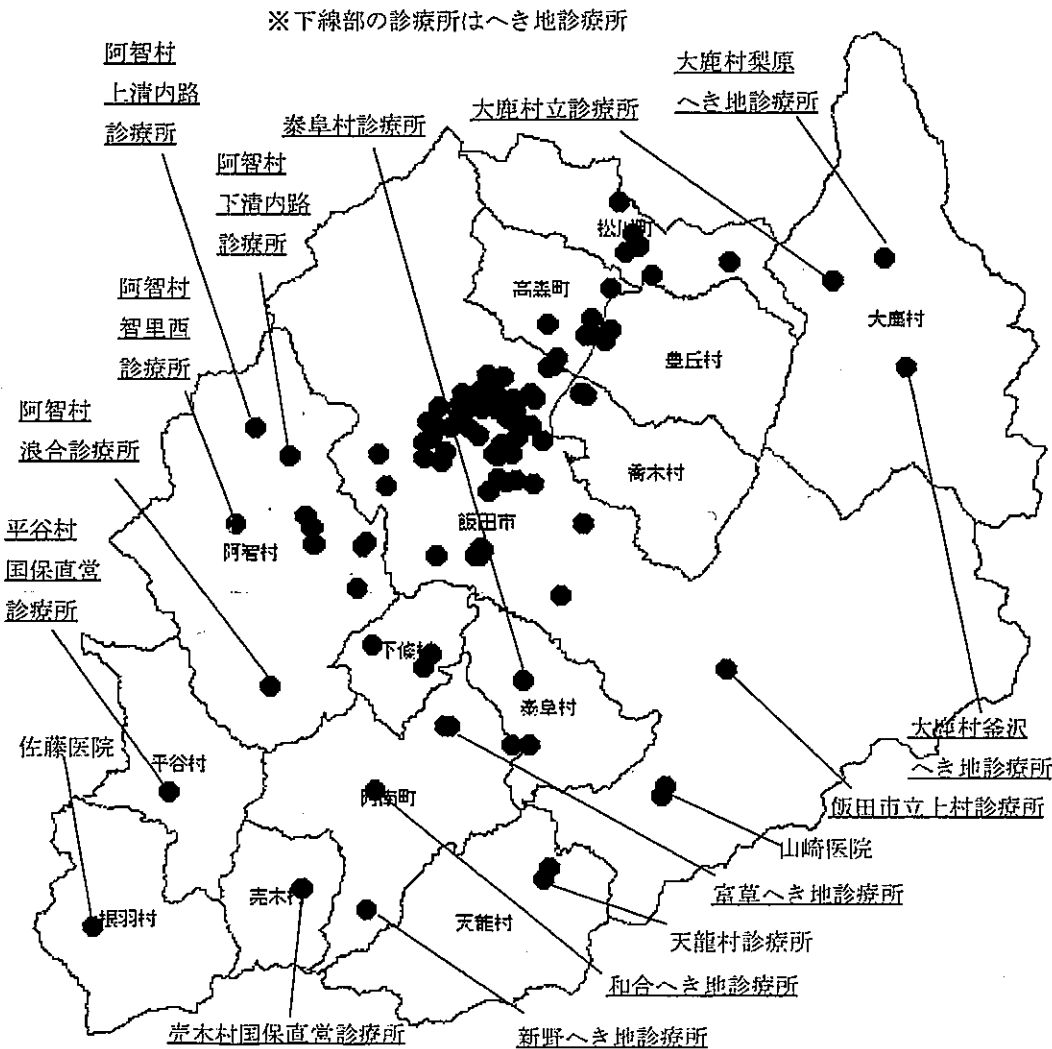 ※下線部の診療所はへき地診療所
阿智村
上清内路
診療所
泰阜村診療所
大鹿村立診療所
大鹿村梨原
へき地診療所
阿智村
下清内路
診療所
阿智村
智里西
診療所
阿智村
浪合診療所
平谷村
国保直営
診療所
佐藤医院
松川町
高森町
豊丘村
大鹿村
喬木村
飯田市
阿智村
下條村
泰阜村
平谷村
阿南町
売木村
根羽村
天龍村
大鹿村釜沢
へき地診療所
飯田市立上村診療所
山崎医院
富草へき地診療所
天龍村診療所
和合へき地診療所
新野へき地診療所
売木村国保直営診療所